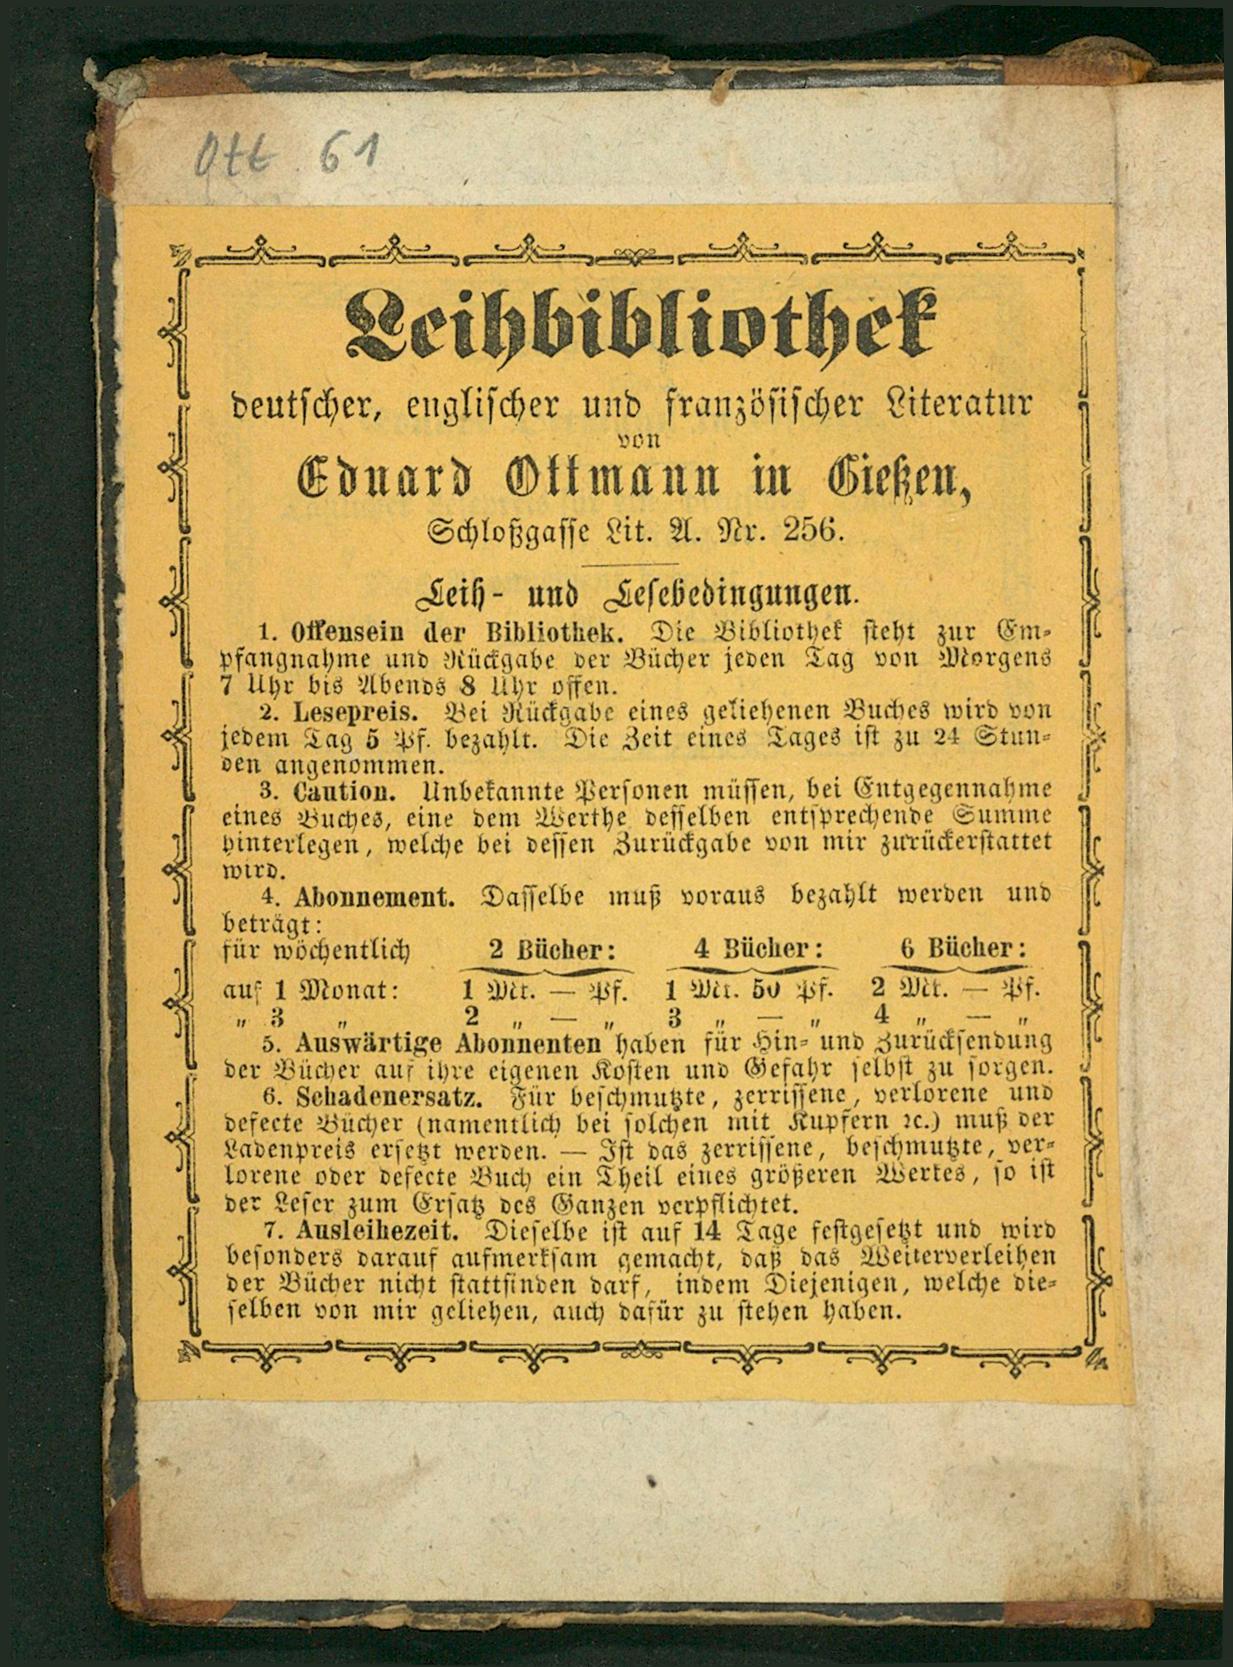 Ott. 61
Leihbibliothek
deutscher, englischer und französischer Literatur
von
Eduard Ottmann in Gießen,
Schloßgasse Lit. A. Nr. 256.
Leih- und Lesebedingungen.
1. Offensein der Bibliothek. Die Bibliothek steht zur Em-
pfangnahme und Rückgabe der Bücher jeden Tag von Morgens
7 Uhr bis Abends 8 Uhr offen.
2. Lesepreis. Bei Rückgabe eines geliehenen Buches wird von
jedem Tag 5 Pf. bezahlt. Die Zeit eines Tages ist zu 24 Stun-
den angenommen.
3. Caution. Unbekannte Personen müssen, bei Entgegennahme
eines Buches, eine dem Werthe desselben entsprechende Summe
hinterlegen, welche bei dessen Zurückgabe von mir zurückerstattet
wird.
4. Abonnement. Dasselbe muß voraus bezahlt werden und
beträgt:
für wöchentlich 2 Bücher: 4 Bücher: 6 Bücher:
auf 1 Monat: 1 Mk. — Pf. 1 Mk. 50 Pf. 2 Mk. — Pf.
„ 3 „ 2 „ — „ 3 „ — „ 4 „ — „
5. Auswärtige Abonnenten haben für Hin- und Zurücksendung
der Bücher auf ihre eigenen Kosten und Gefahr selbst zu sorgen.
6. Schadenersatz. Für beschmutzte, zerrissene, verlorene und
defecte Bücher (namentlich bei solchen mit Kupfern ꝛc.) muß der
Ladenpreis ersetzt werden. — Ist das zerrissene, beschmutzte, ver-
lorene oder defecte Buch ein Theil eines größeren Werkes, so ist
der Leser zum Ersatz des Ganzen verpflichtet.
7. Ausleihezeit. Dieselbe ist auf 14 Tage festgesetzt und wird
besonders darauf aufmerksam gemacht, daß das Weiterverleihen
der Bücher nicht stattfinden darf, indem Diejenigen, welche die-
selben von mir geliehen, auch dafür zu stehen haben.